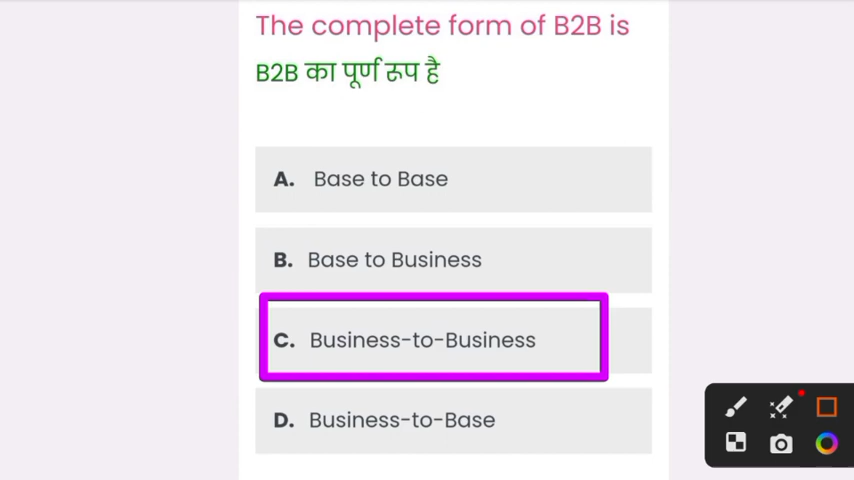 The complete form of B2B is
B2B का पूर्ण रूप है
A. Base to Base
B. Base to Business
C. Business-to-Business
D. Business-to-Base